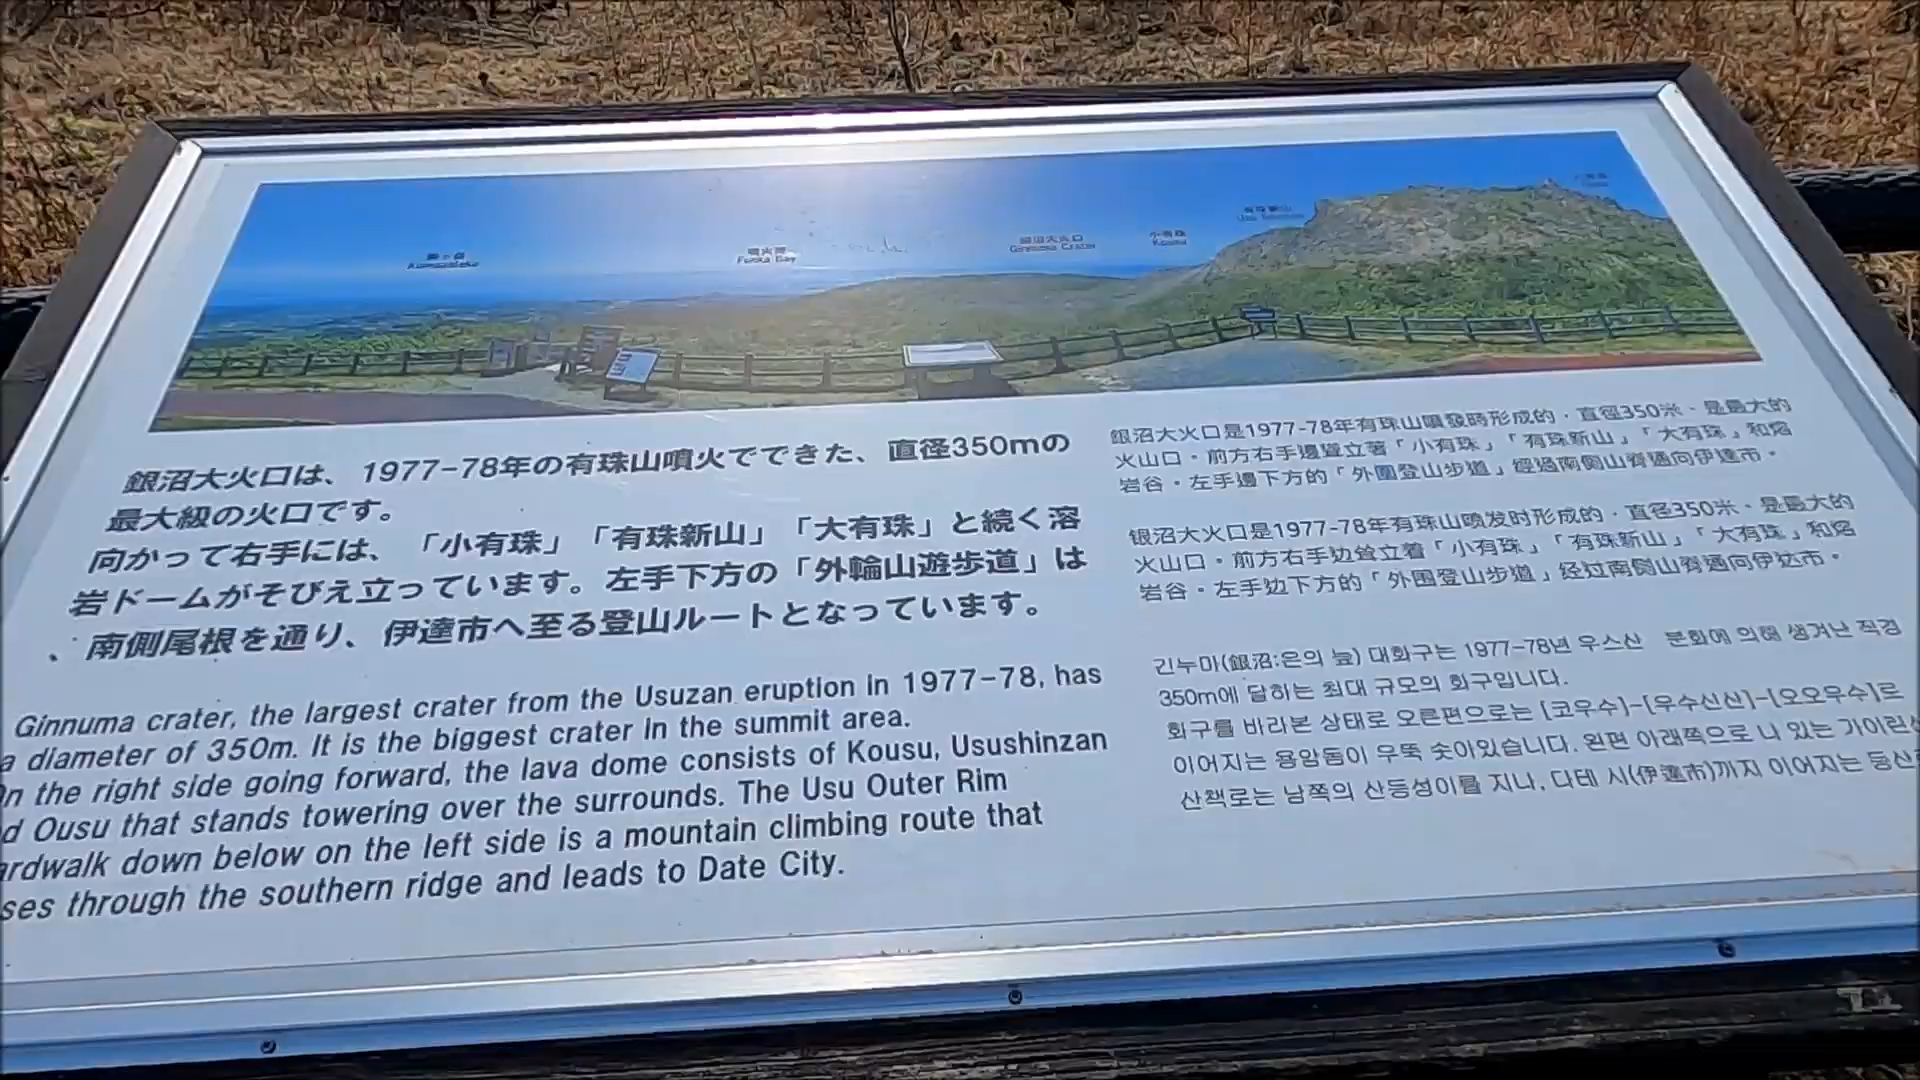 Komagatake
噴火湾
Funka Bay
銀沼大火口
Ginnuma Crater
小有珠
Kousu
有珠新山
Usu Shinzan
銀沼大火口は、1977-78年の有珠山噴火でできた、直径350mの
最大級の火口です。
向かって右手には、「小有珠」「有珠新山」「大有珠」と続く溶
岩ドームがそびえ立っています。左手下方の「外輪山遊歩道」は
、南側尾根を通り、伊達市へ至る登山ルートとなっています。
Ginnuma crater, the largest crater from the Usuzan eruption in 1977-78, has
a diameter of 350m. It is the biggest crater in the summit area.
On the right side going forward, the lava dome consists of Kousu, Usushinzan
d Ousu that stands towering over the surrounds. The Usu Outer Rim
ardwalk down below on the left side is a mountain climbing route that
ses through the southern ridge and leads to Date City.
銀沼大火口是1977-78年有珠山噴發時形成的，直徑350米、是最大的
火山口。前方右手邊聳立著「小有珠」「有珠新山」「大有珠」和熔
岩谷。左手邊下方的「外圍登山步道」經過南側山脊通向伊達市。
银沼大火口是1977-78年有珠山喷发时形成的，直径350米、是最大的
火山口。前方右手边耸立着「小有珠」「有珠新山」「大有珠」和熔
岩谷。左手边下方的「外围登山步道」经过南侧山脊通向伊达市。
긴누마(銀沼:은의 늪) 대화구는 1977-78년 우스산 분화에 의해 생겨난 직경
350m에 달하는 최대 규모의 화구입니다.
화구를 바라본 상태로 오른편으로는 [코우수]-[우수신산]-[오오우수]로
이어지는 용암돔이 우뚝 솟아있습니다. 왼편 아래쪽으로 나 있는 가이린
산책로는 남쪽의 산등성이를 지나, 다테 시(伊達市)까지 이어지는 등산